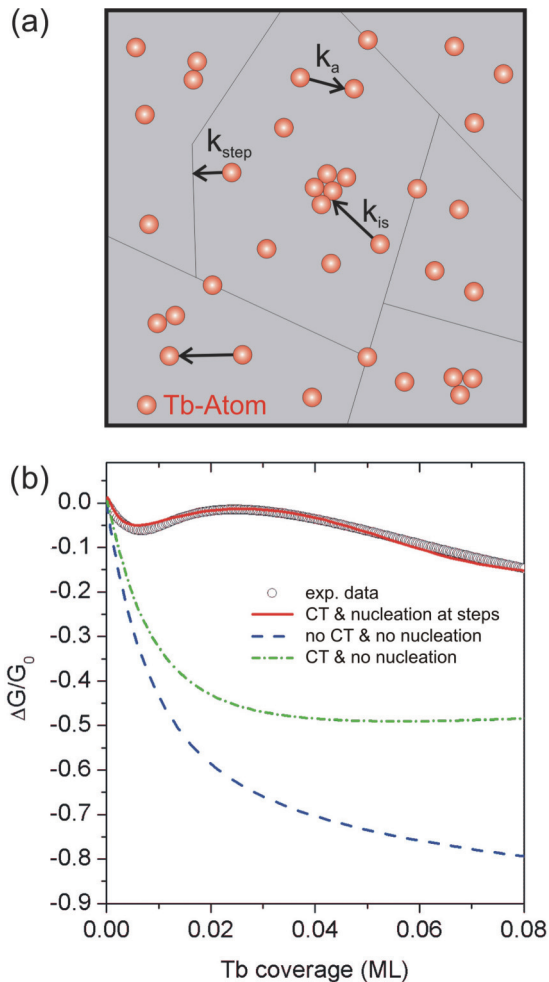 (a)
k_a
k_step
k_is
Tb-Atom
(b)
0.0
-0.1
-0.2
-0.3
-0.4
-0.5
-0.6
-0.7
-0.8
-0.9
ΔG/G_0
exp. data
CT & nucleation at steps
no CT & no nucleation
CT & no nucleation
0.00 0.02 0.04 0.06 0.08
Tb coverage (ML)